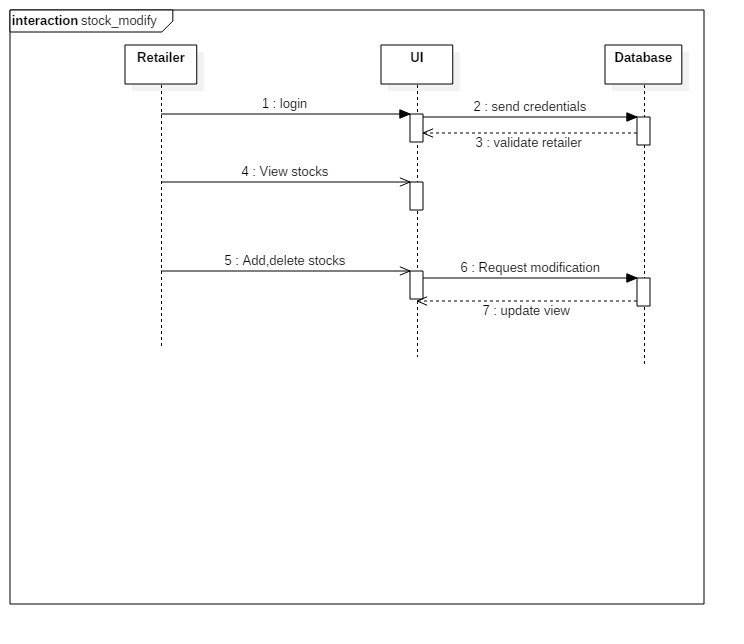 interaction stock_modify
Retailer
UI
Database
1 : login
2 : send credentials
3 : validate retailer
4 : View stocks
5 : Add,delete stocks
6 : Request modification
7 : update view